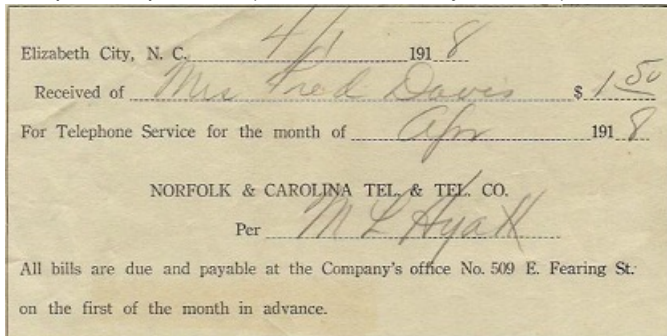 Elizabeth City, N. C. 4/1 1918
Received of Mrs Fred Davis $ 1 50
For Telephone Service for the month of Apr 1918
NORFOLK & CAROLINA TEL. & TEL. CO.
Per M L Hyatt
All bills are due and payable at the Company's office No. 509 E. Fearing St.
on the first of the month in advance.